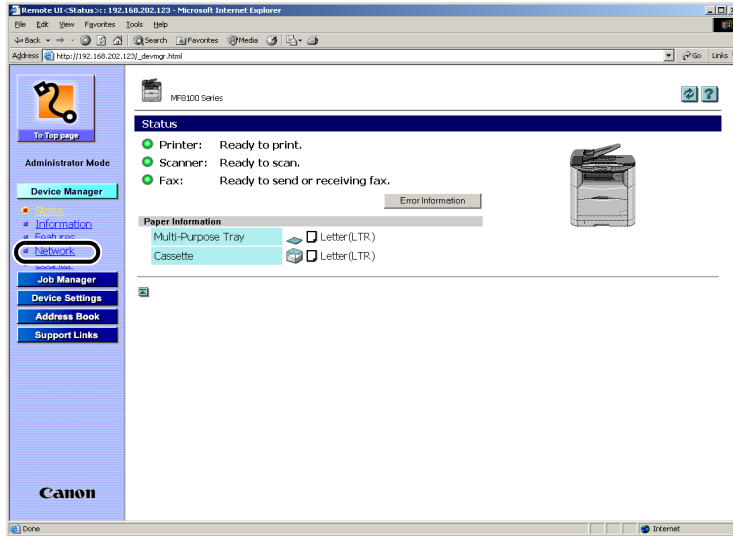 Remote UI <Status>:: 192.168.202.123 - Microsoft Internet Explorer
File Edit View Favorites Tools Help
Back Search Favorites Media
Address http://192.168.202.123/_devmgr.html Go Links
MF8100 Series
To Top page
Status
Printer: Ready to print.
Administrator Mode
Scanner: Ready to scan.
Fax: Ready to send or receiving fax.
Device Manager
Error Information
Status
Information
Paper Information
Features
Multi-Purpose Tray Letter(LTR)
Network
Cassette Letter(LTR)
Counter
Job Manager
Device Settings
Address Book
Support Links
Canon
Done Internet